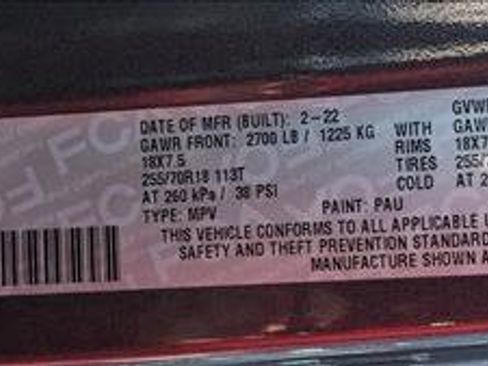 DATE OF MFR (BUILT): 2-22 GVW
GAWR FRONT: 2700 LB / 1225 KG WITH GAW
18X7.5 RIMS 18X7
255/70R18 113T TIRES 255/
AT 260 kPa / 38 PSI COLD AT 2
TYPE: MPV PAINT: PAU
THIS VEHICLE CONFORMS TO ALL APPLICABLE
SAFETY AND THEFT PREVENTION STANDARD
MANUFACTURE SHOWN A